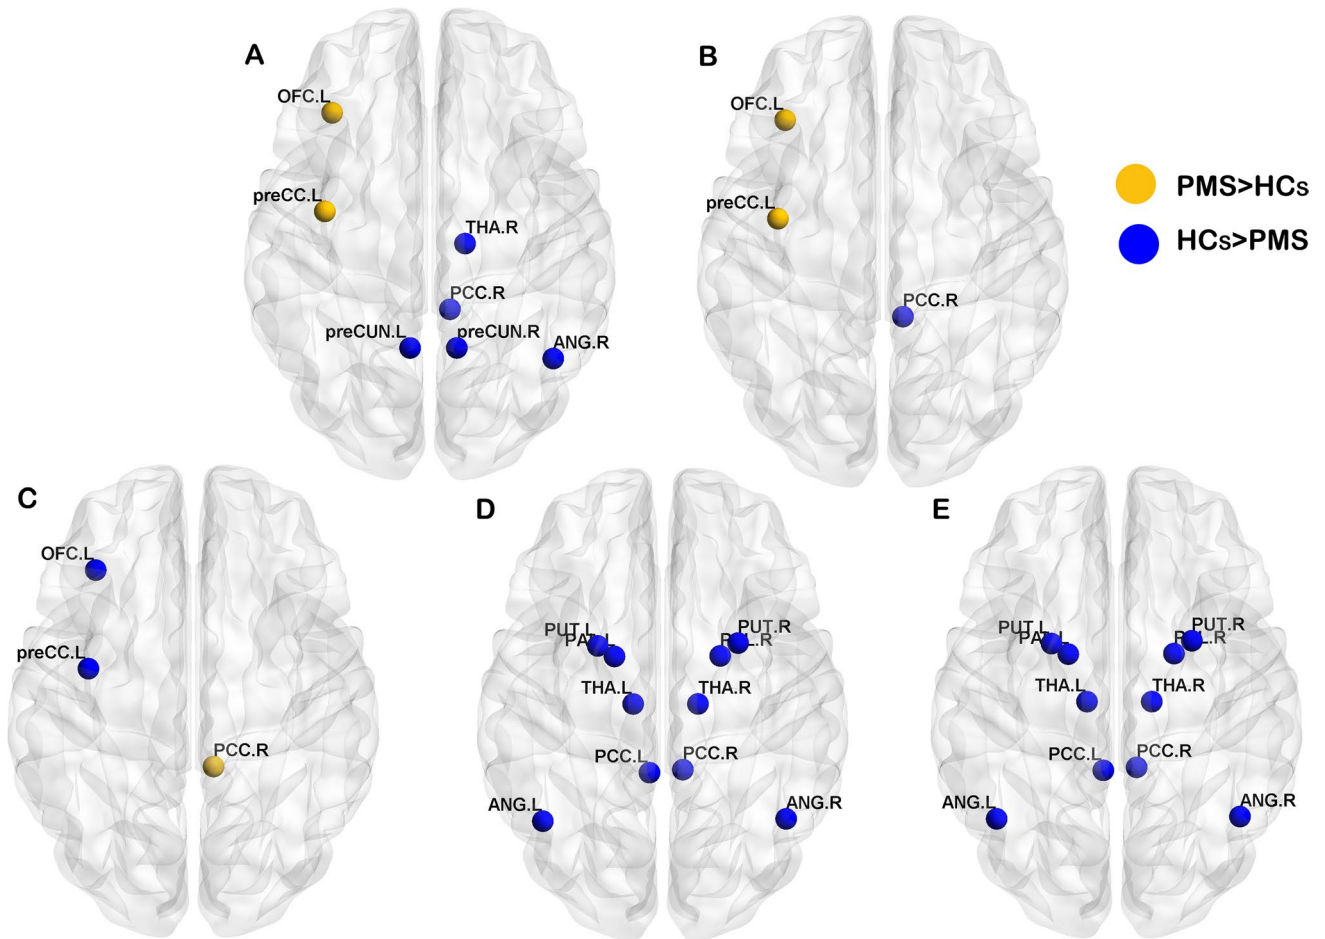 A
OFC.L
preCC.L
THA.R
PCC.R
preCUN.L
preCUN.R
ANG.R
B
OFC.L
preCC.L
PCC.R
PMS>HCs
HCs>PMS
C
OFC.L
preCC.L
PCC.R
D
PUT.L
PUT.R
THA.L
THA.R
PCC.L
PCC.R
ANG.L
ANG.R
E
PUT.L
PUT.R
THA.L
THA.R
PCC.L
PCC.R
ANG.L
ANG.R